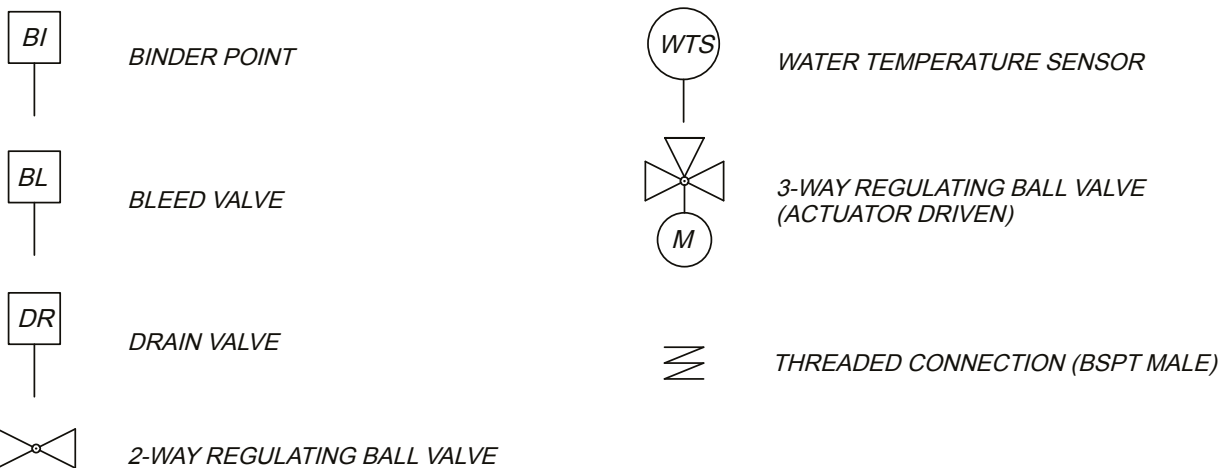 BI
BINDER POINT
BL
BLEED VALVE
DR
DRAIN VALVE
2-WAY REGULATING BALL VALVE
WTS
WATER TEMPERATURE SENSOR
3-WAY REGULATING BALL VALVE
(ACTUATOR DRIVEN)
M
THREADED CONNECTION (BSPT MALE)